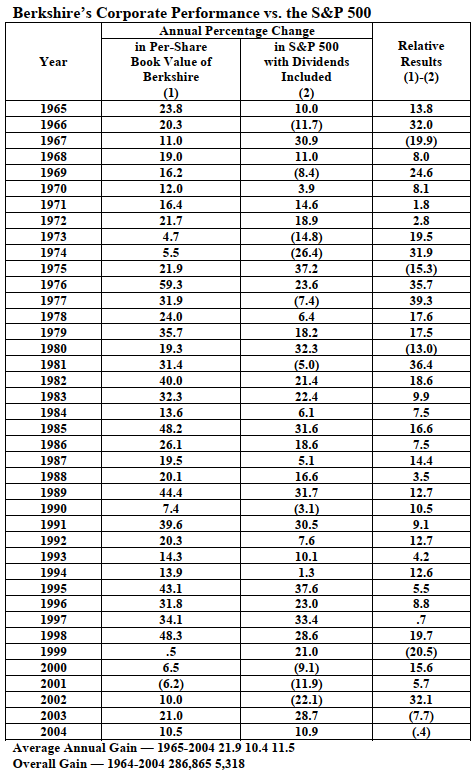 Berkshire's Corporate Performance vs. the S&P 500
Annual Percentage Change
Year
in Per-Share
Book Value of
Berkshire
(1)
in S&P 500
with Dividends
Included
(2)
Relative
Results
(1)-(2)
1965 23.8 10.0 13.8
1966 20.3 (11.7) 32.0
1967 11.0 30.9 (19.9)
1968 19.0 11.0 8.0
1969 16.2 (8.4) 24.6
1970 12.0 3.9 8.1
1971 16.4 14.6 1.8
1972 21.7 18.9 2.8
1973 4.7 (14.8) 19.5
1974 5.5 (26.4) 31.9
1975 21.9 37.2 (15.3)
1976 59.3 23.6 35.7
1977 31.9 (7.4) 39.3
1978 24.0 6.4 17.6
1979 35.7 18.2 17.5
1980 19.3 32.3 (13.0)
1981 31.4 (5.0) 36.4
1982 40.0 21.4 18.6
1983 32.3 22.4 9.9
1984 13.6 6.1 7.5
1985 48.2 31.6 16.6
1986 26.1 18.6 7.5
1987 19.5 5.1 14.4
1988 20.1 16.6 3.5
1989 44.4 31.7 12.7
1990 7.4 (3.1) 10.5
1991 39.6 30.5 9.1
1992 20.3 7.6 12.7
1993 14.3 10.1 4.2
1994 13.9 1.3 12.6
1995 43.1 37.6 5.5
1996 31.8 23.0 8.8
1997 34.1 33.4 .7
1998 48.3 28.6 19.7
1999 .5 21.0 (20.5)
2000 6.5 (9.1) 15.6
2001 (6.2) (11.9) 5.7
2002 10.0 (22.1) 32.1
2003 21.0 28.7 (7.7)
2004 10.5 10.9 (.4)
Average Annual Gain — 1965-2004 21.9 10.4 11.5
Overall Gain — 1964-2004 286,865 5,318